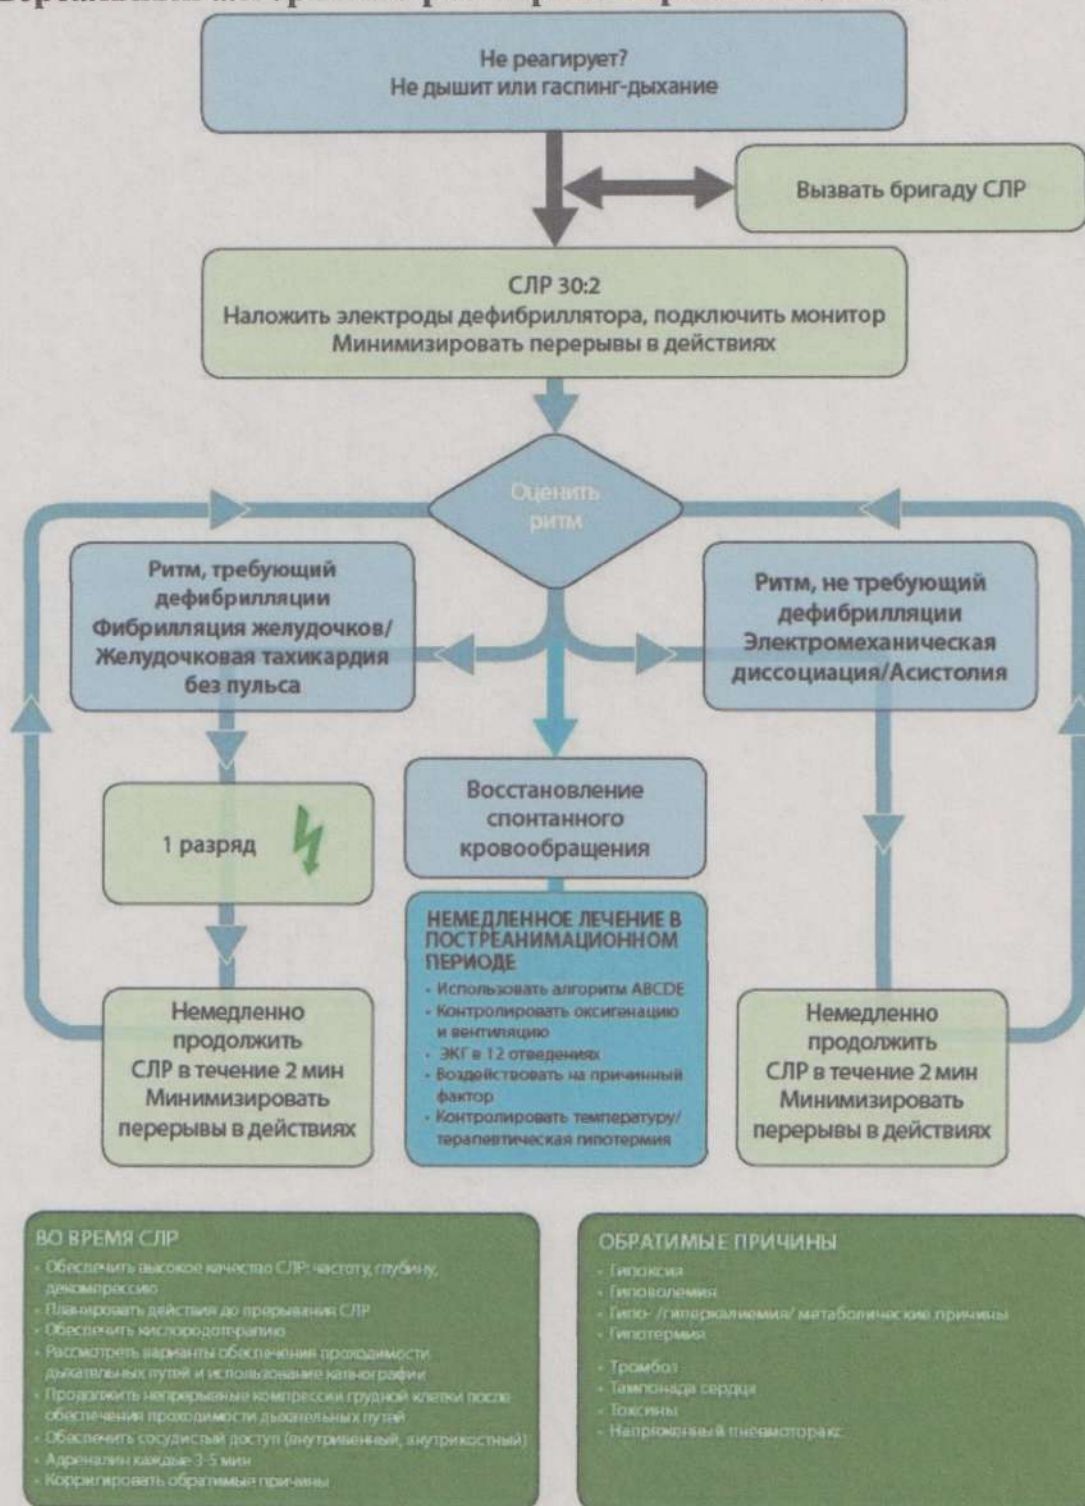 Не реагирует?
Не дышит или гаспинг-дыхание
Вызвать бригаду СЛР
СЛР 30:2
Наложить электроды дефибриллятора, подключить монитор
Минимизировать перерывы в действиях
Оценить
ритм
Ритм, требующий
дефибрилляции
Фибрилляция желудочков/
Желудочковая тахикардия
без пульса
Ритм, не требующий
дефибрилляции
Электромеханическая
диссоциация/Асистолия
1 разряд
Восстановление
спонтанного
кровообращения
НЕМЕДЛЕННОЕ ЛЕЧЕНИЕ В
ПОСТРЕАНИМАЦИОННОМ
ПЕРИОДЕ
- Использовать алгоритм ABCDE
- Контролировать оксигенацию
и вентиляцию
- ЭКГ в 12 отведениях
- Воздействовать на причинный
фактор
- Контролировать температуру/
терапевтическая гипотермия
Немедленно
продолжить
СЛР в течение 2 мин
Минимизировать
перерывы в действиях
Немедленно
продолжить
СЛР в течение 2 мин
Минимизировать
перерывы в действиях
ВО ВРЕМЯ СЛР
- Обеспечить высокое качество СЛР: частоту, глубину,
декомпрессию
- Планировать действия до прерывания СЛР
- Обеспечить кислородотерапию
- Рассмотреть варианты обеспечения проходимости
дыхательных путей и использование капнографии
- Продолжить непрерывные компрессии грудной клетки после
обеспечения проходимости дыхательных путей
- Обеспечить сосудистый доступ (внутривенный, внутрикостный)
- Адреналин каждые 3-5 мин
- Корригировать обратимые причины
ОБРАТИМЫЕ ПРИЧИНЫ
- Гипоксия
- Гиповолемия
- Гипо- /гиперкалиемия/ метаболические причины
- Гипотермия
- Тромбоз
- Тампонада сердца
- Токсины
- Напряженный пневмоторакс